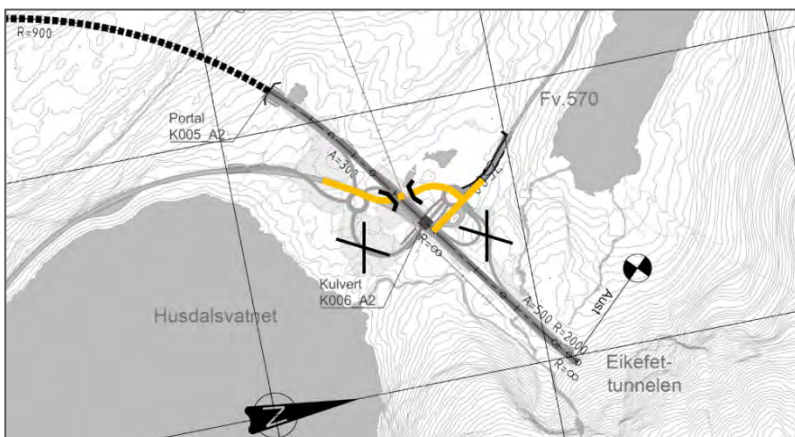 R=900
Portal
K005_A2
Fv.570
A=300
R=∞
Kulvert
K006_A2
Husdalsvatnet
Aust
A=500 R=2000
R=∞
Eikefet-
tunnelen
N